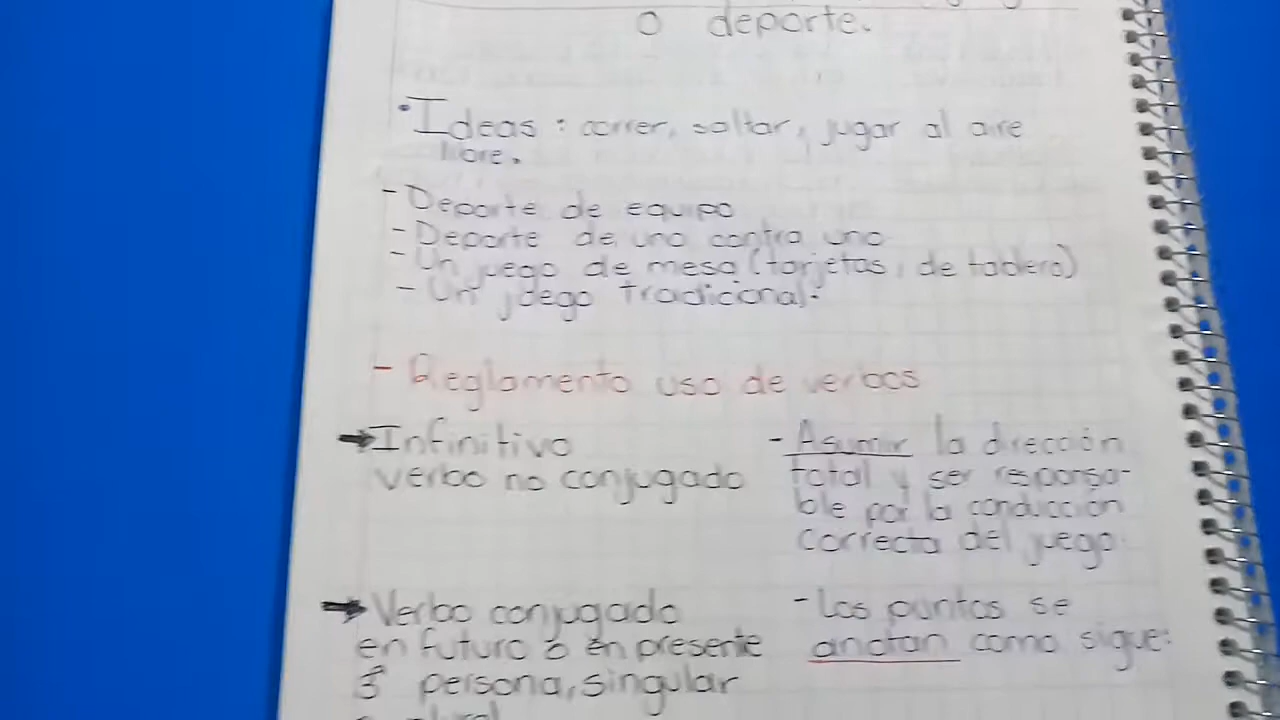 o deporte.
• Ideas : correr, saltar, jugar al aire
libre.
- Deporte de equipo
- Deporte de uno contra uno
- Un juego de mesa (tarjetas, de tablero)
- Un juego tradicional.
- Reglamento uso de verbos
→ Infinitivo
verbo no conjugado
- Asumir la dirección
total y ser responsa-
ble por la conducción
correcta del juego.
→ Verbo conjugado
en futuro o en presente
3ª persona, singular
- Los puntos se
anotan como sigue: